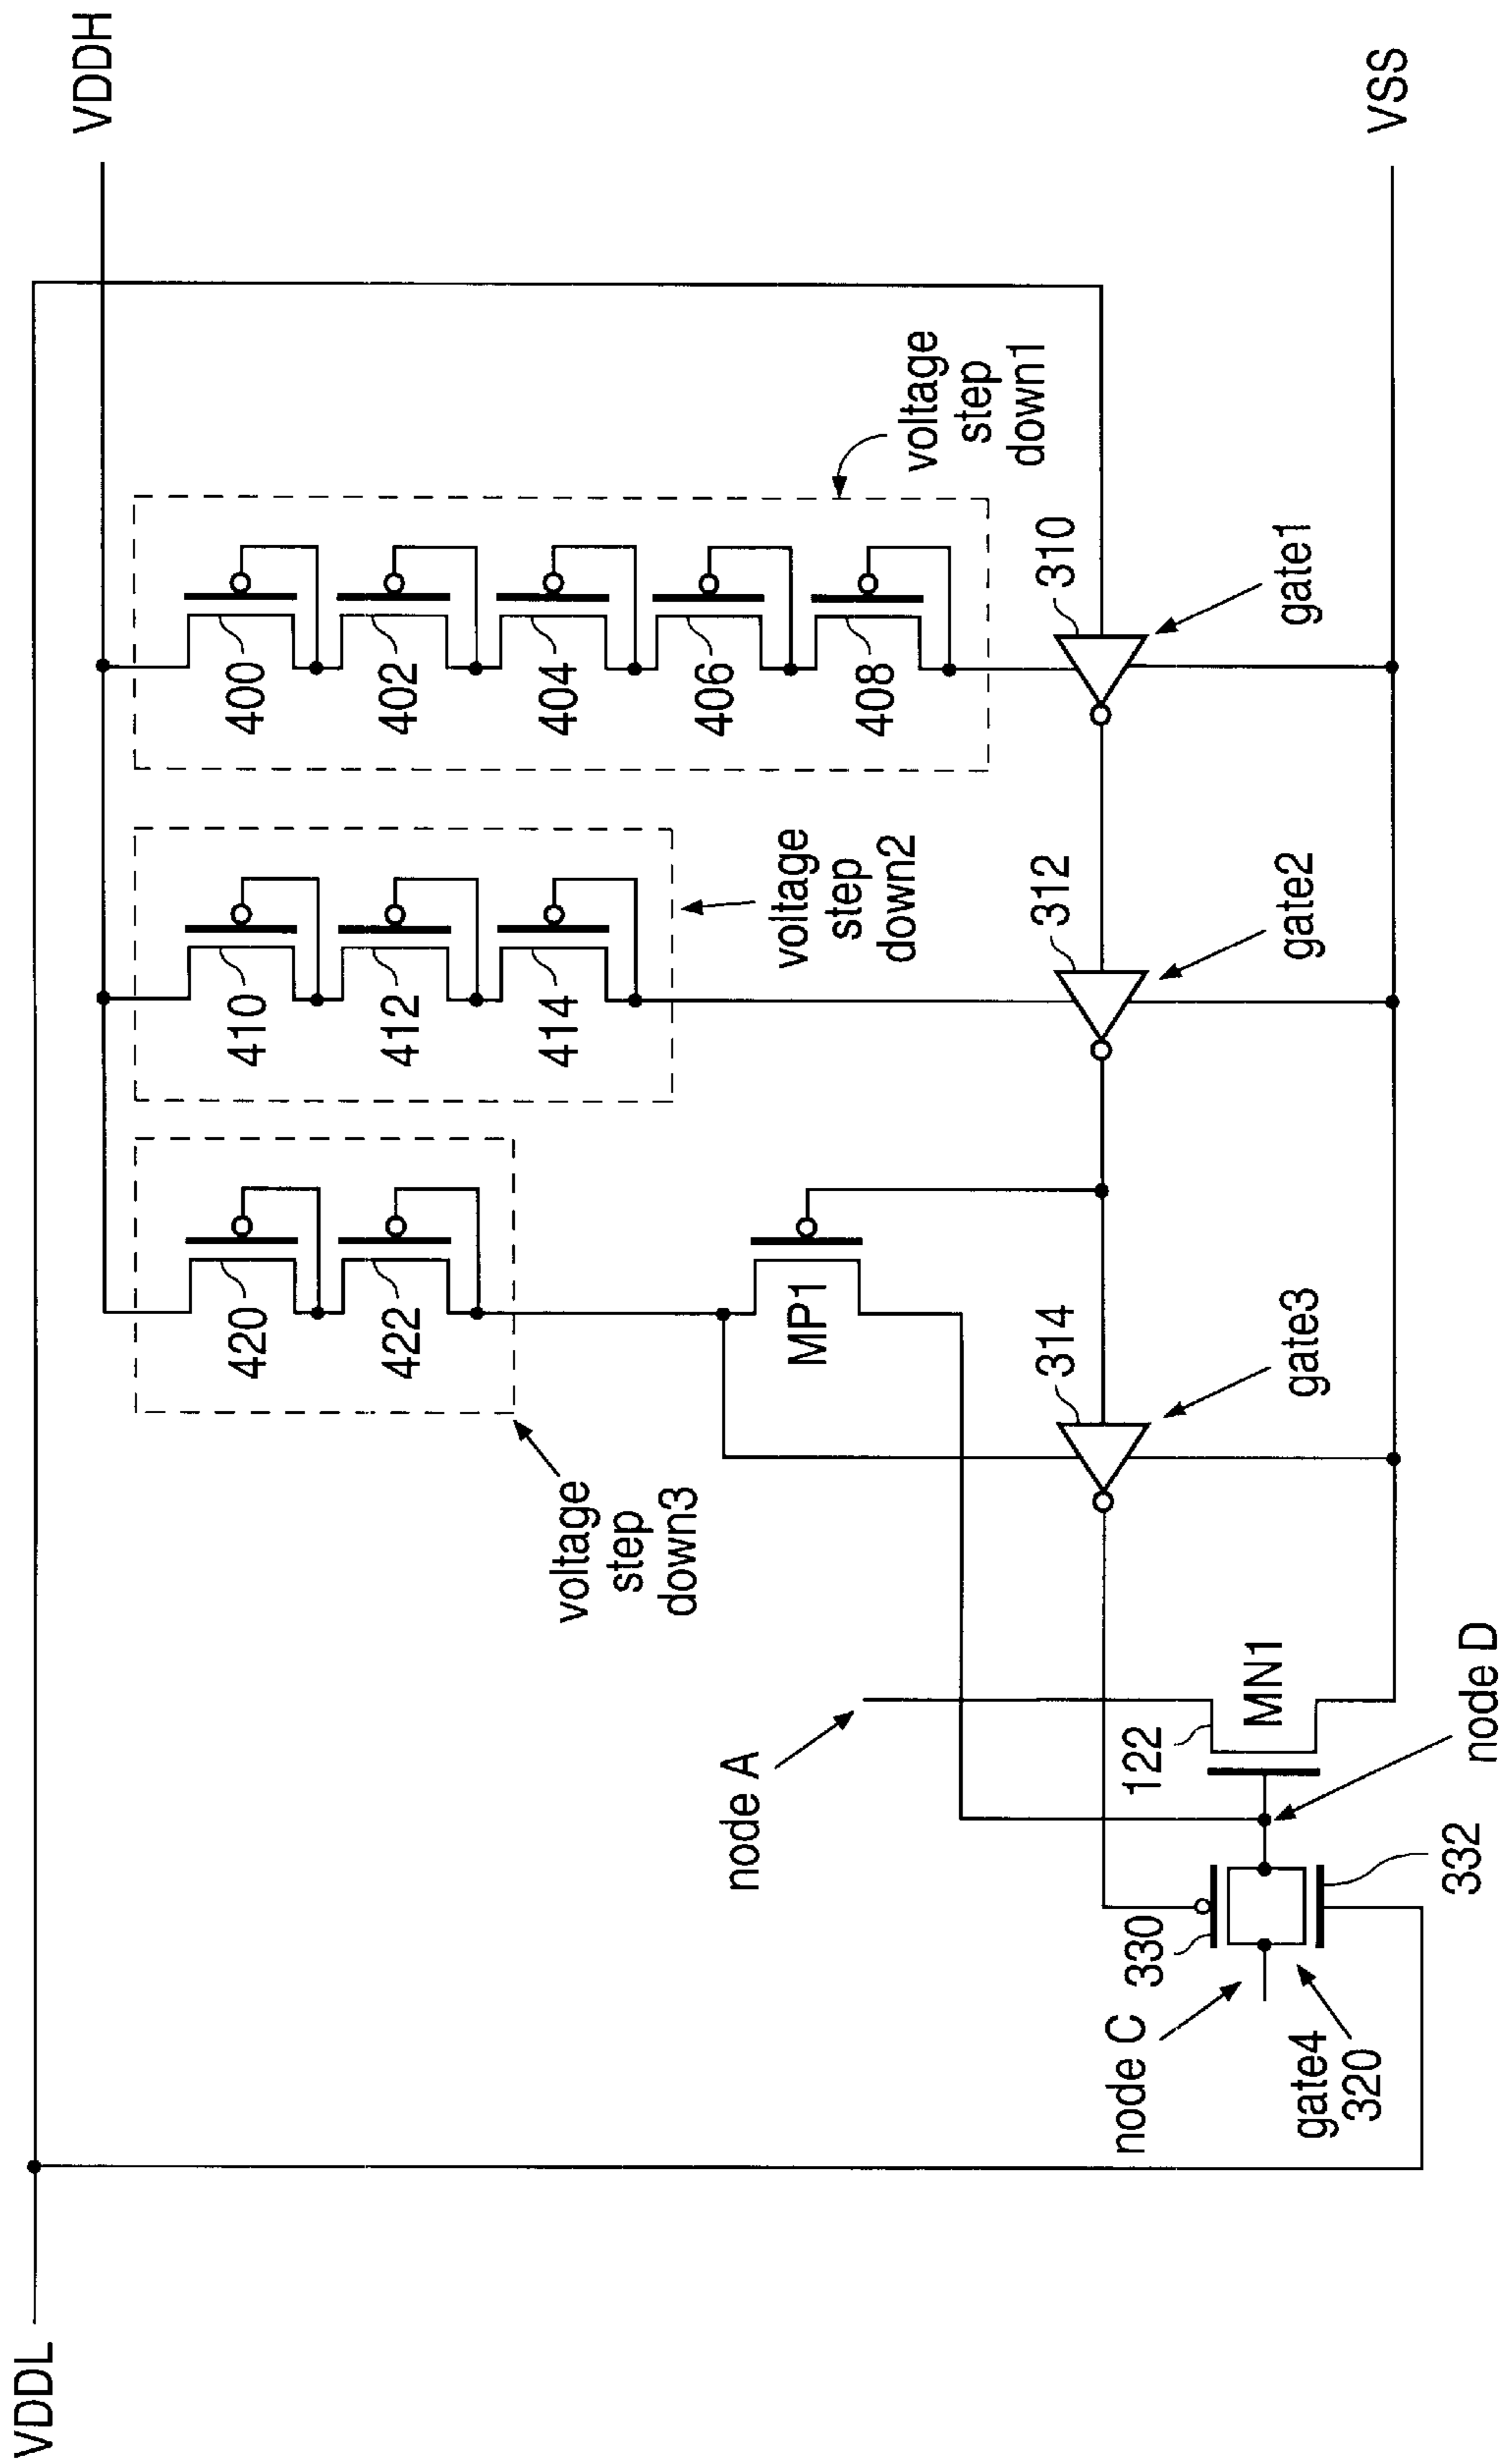 VDDL
VDDH
VSS
voltage
step
down3
420
422
voltage
step
down2
410
412
414
voltage
step
down1
400
402
404
406
408
MP1
314
gate3
312
gate2
310
gate1
node A
122
MN1
node D
node C
330
332
gate4
320